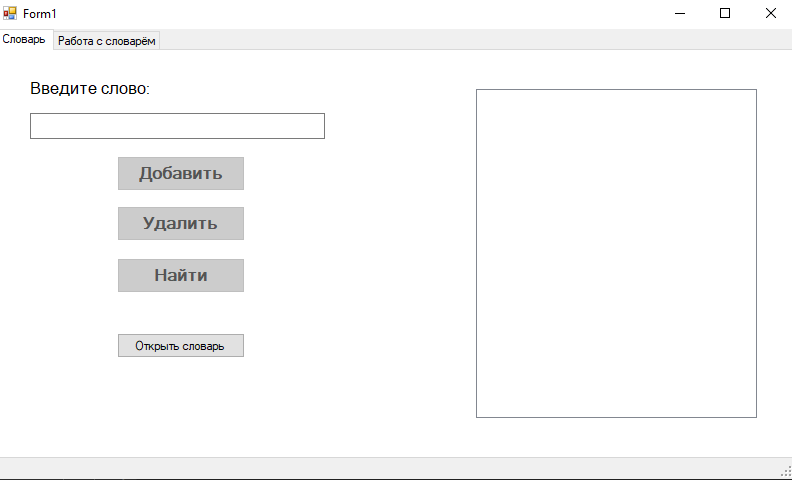 Form1
Словарь
Работа с словарём
Введите слово:
Добавить
Удалить
Найти
Открыть словарь